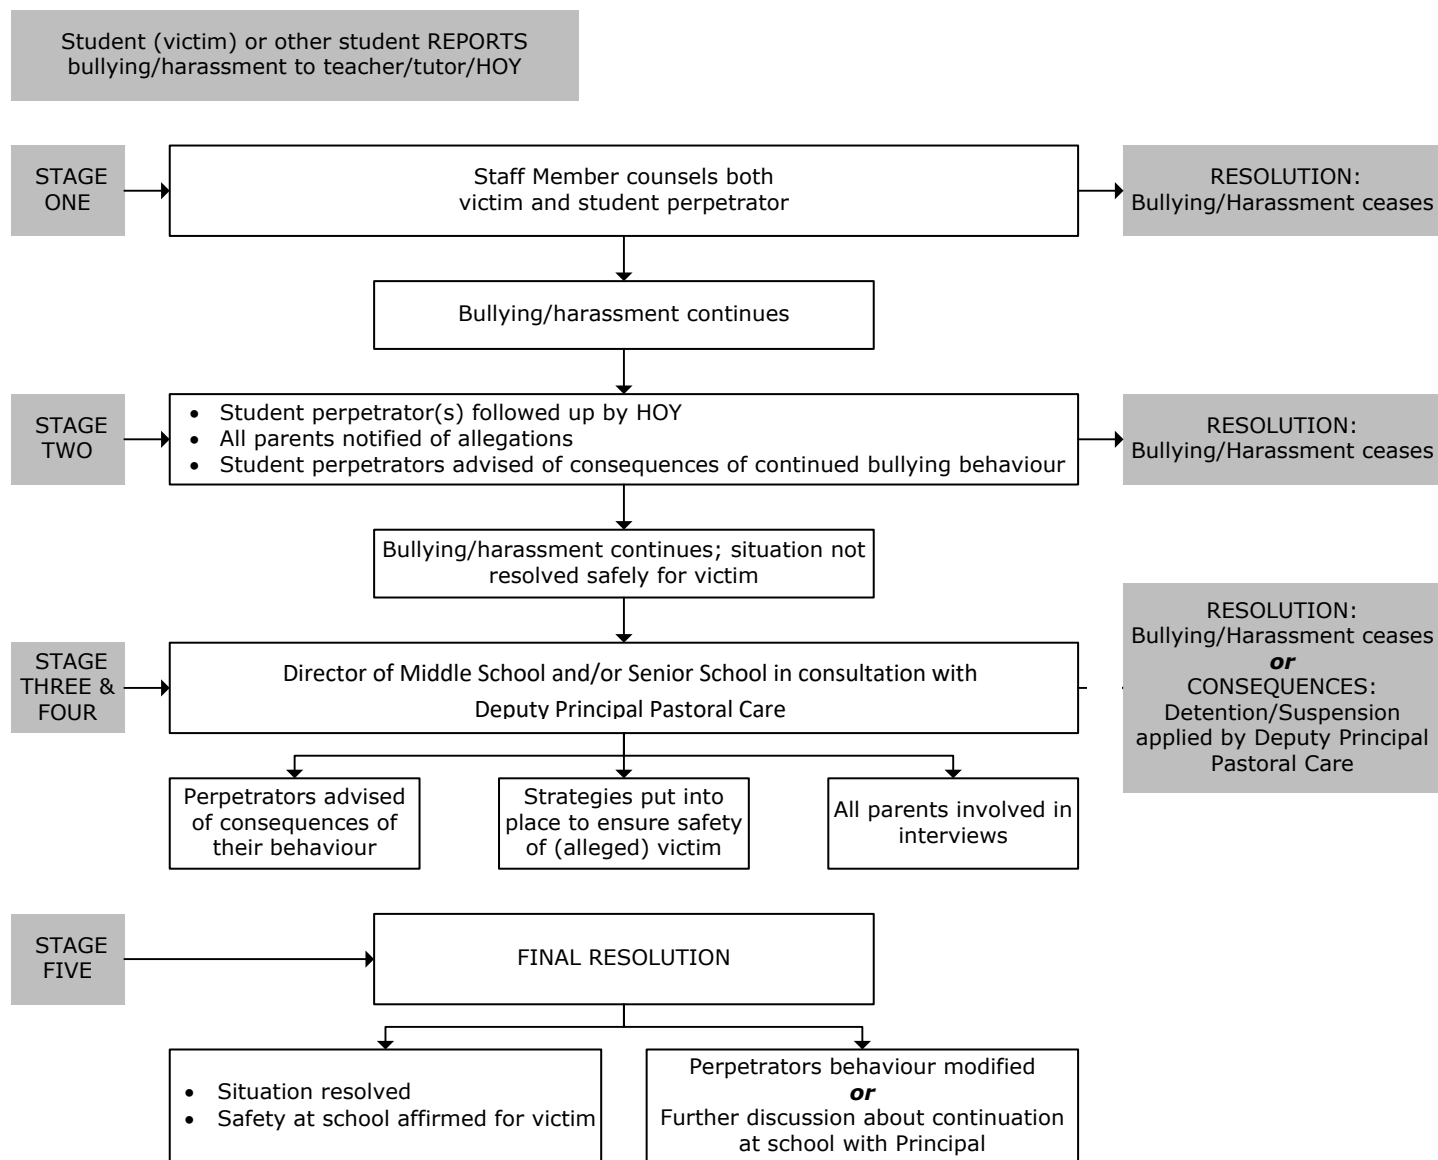 Student (victim) or other student REPORTS
bullying/harassment to teacher/tutor/HOY
STAGE
ONE
Staff Member counsels both
victim and student perpetrator
RESOLUTION:
Bullying/Harassment ceases
Bullying/harassment continues
STAGE
TWO
• Student perpetrator(s) followed up by HOY
• All parents notified of allegations
• Student perpetrators advised of consequences of continued bullying behaviour
RESOLUTION:
Bullying/Harassment ceases
Bullying/harassment continues; situation not
resolved safely for victim
STAGE
THREE &
FOUR
Director of Middle School and/or Senior School in consultation with
Deputy Principal Pastoral Care
RESOLUTION:
Bullying/Harassment ceases
or
CONSEQUENCES:
Detention/Suspension
applied by Deputy Principal
Pastoral Care
Perpetrators advised
of consequences of
their behaviour
Strategies put into
place to ensure safety
of (alleged) victim
All parents involved in
interviews
STAGE
FIVE
FINAL RESOLUTION
• Situation resolved
• Safety at school affirmed for victim
Perpetrators behaviour modified
or
Further discussion about continuation
at school with Principal